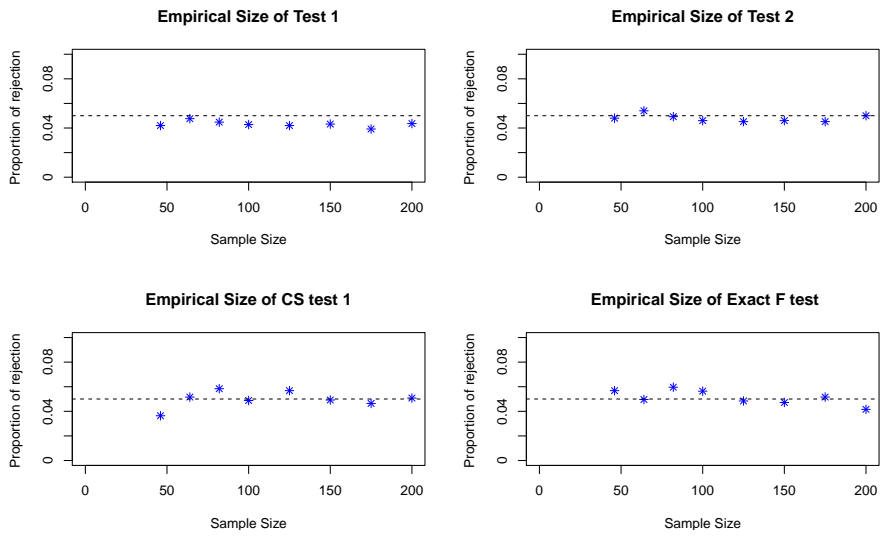 Empirical Size of Test 1
Proportion of rejection
0.08
0.04
0
0 50 100 150 200
Sample Size
Empirical Size of Test 2
Proportion of rejection
0.08
0.04
0
0 50 100 150 200
Sample Size
Empirical Size of CS test 1
Proportion of rejection
0.08
0.04
0
0 50 100 150 200
Sample Size
Empirical Size of Exact F test
Proportion of rejection
0.08
0.04
0
0 50 100 150 200
Sample Size